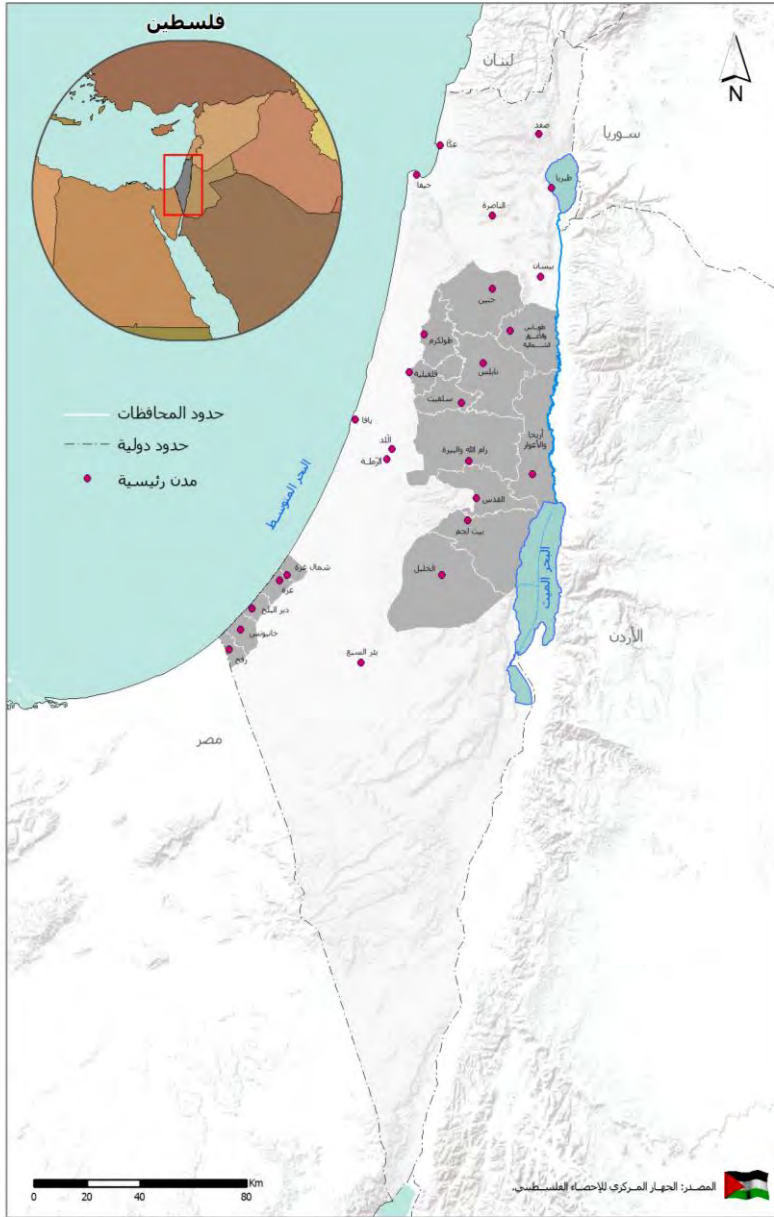 فلسطين
N
لبنان
سوريا
صفد
عكا
حيفا
طبريا
الناصرة
بيسان
جنين
طوباس
والأغوار
الشمالية
طولكرم
نابلس
قلقيلية
سلفيت
حدود المحافظات
حدود دولية
مدن رئيسية
يافا
اللد
الرملة
رام الله والبيرة
أريحا
والأغوار
القدس
البحر المتوسط
بيت لحم
الخليل
البحر الميت
شمال غزة
غزة
دير البلح
خانيونس
رفح
بئر السبع
الأردن
مصر
Km
0 20 40 80
المصدر: الجهاز المركزي للإحصاء الفلسطيني.